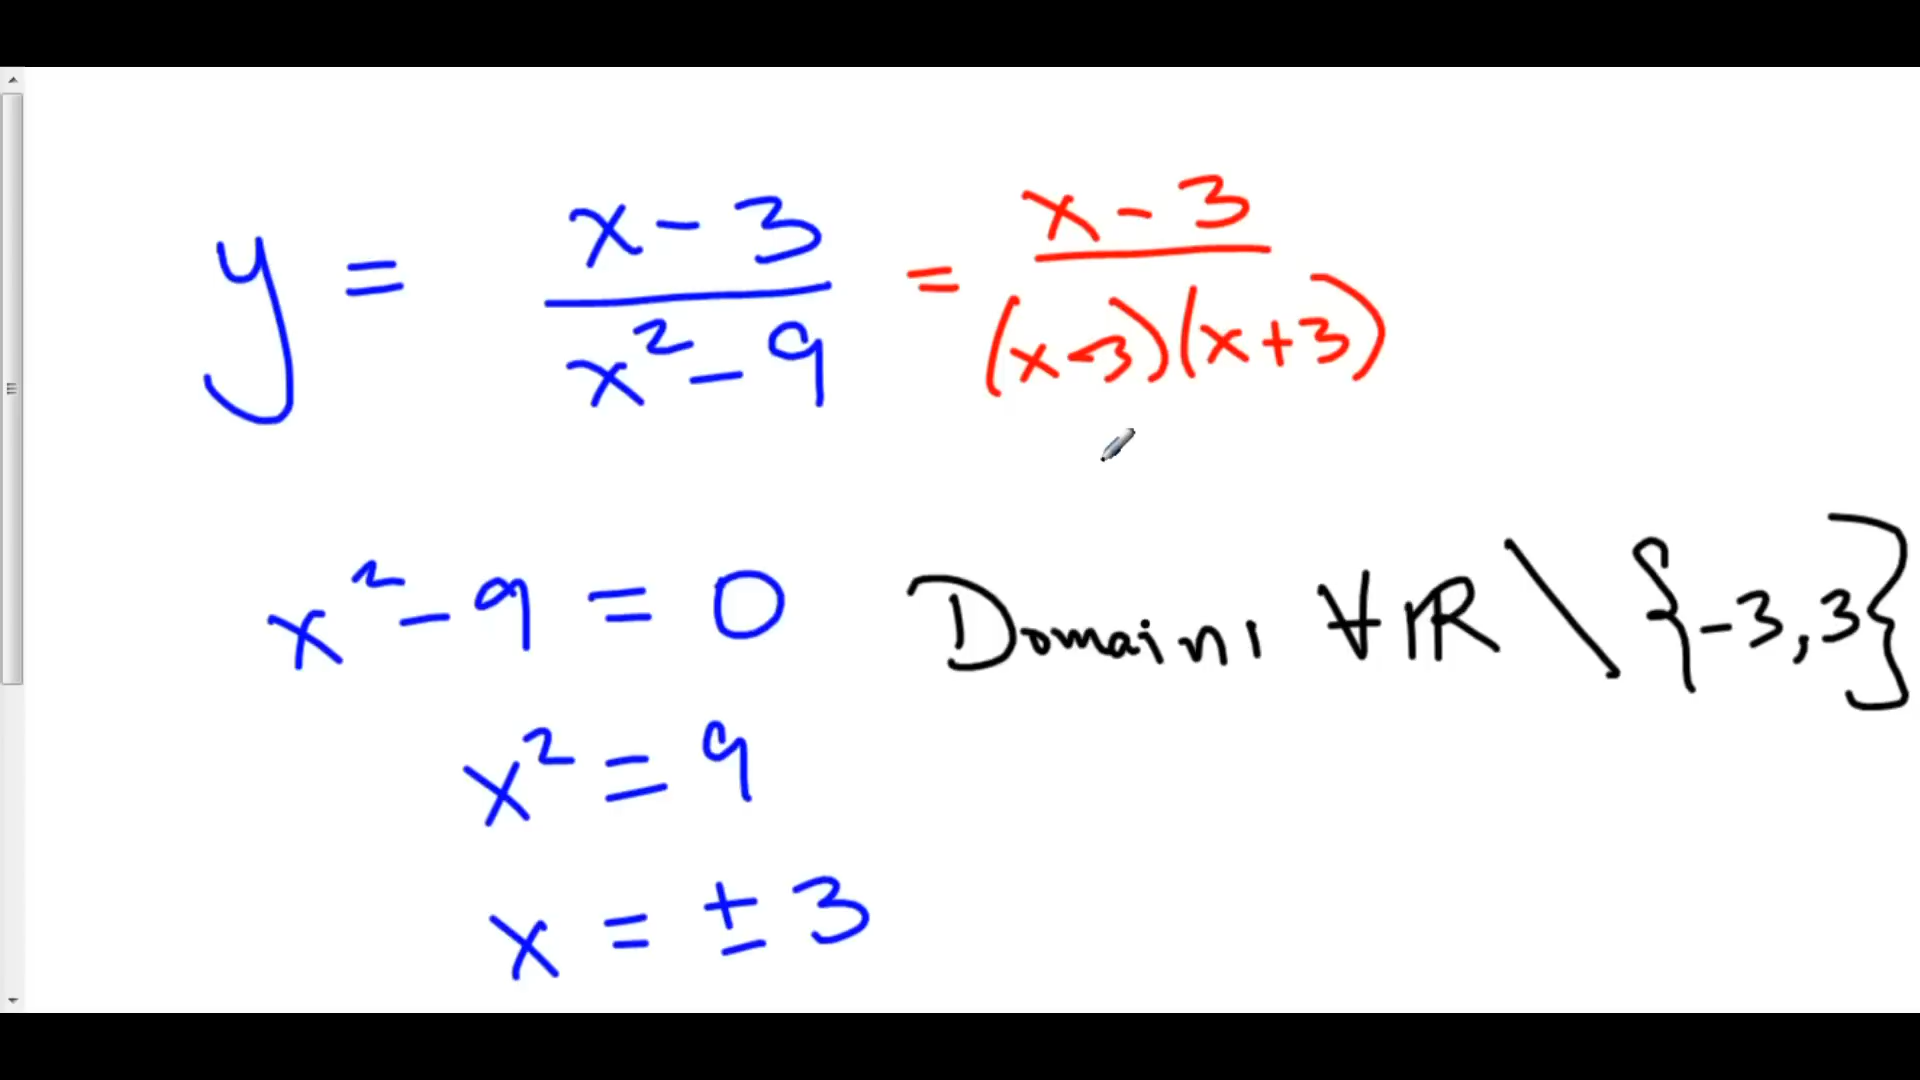 y = x - 3 / x² - 9 = x - 3 / (x - 3)(x + 3)
x² - 9 = 0
Domain: ∀ℝ \ {-3, 3}
x² = 9
x = ± 3